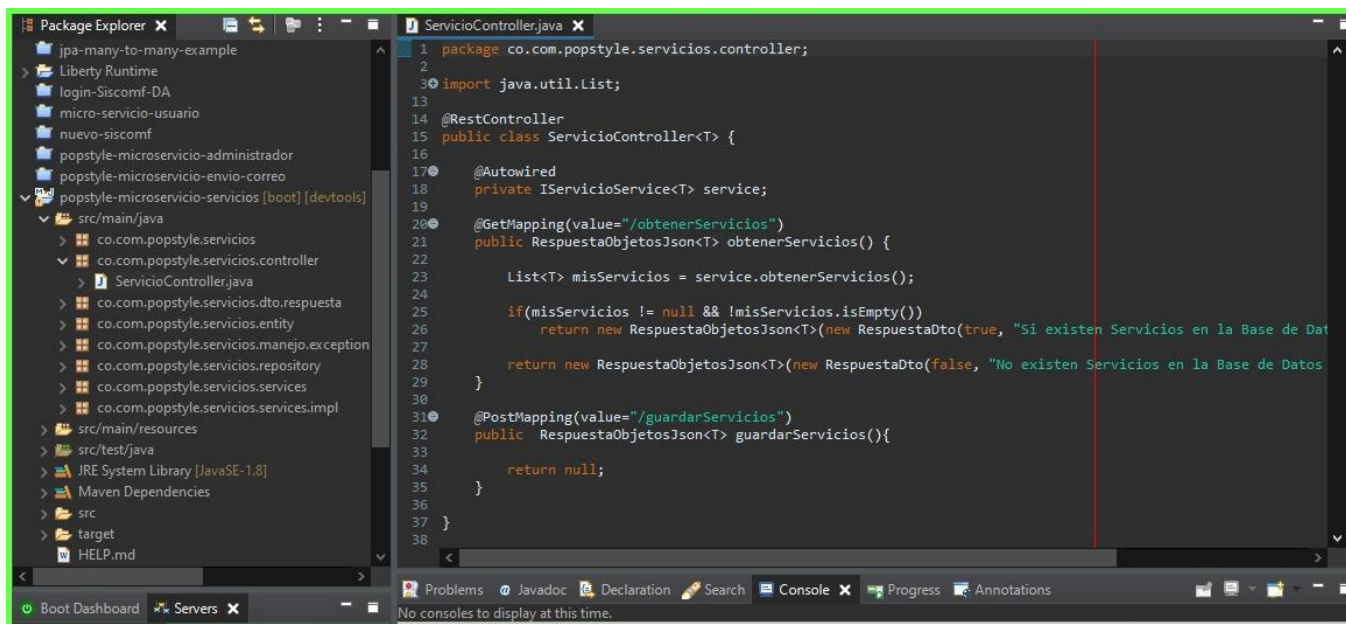 Package Explorer
jpa-many-to-many-example
Liberty Runtime
login-Siscomf-DA
micro-servicio-usuario
nuevo-siscomf
popstyle-microservicio-administrador
popstyle-microservicio-envio-correo
popstyle-microservicio-servicios [boot] [devtools]
src/main/java
co.com.popstyle.servicios
co.com.popstyle.servicios.controller
ServicioController.java
co.com.popstyle.servicios.dto.respuesta
co.com.popstyle.servicios.entity
co.com.popstyle.servicios.manejo.exception
co.com.popstyle.servicios.repository
co.com.popstyle.servicios.services
co.com.popstyle.servicios.services.impl
src/main/resources
src/test/java
JRE System Library [JavaSE-1.8]
Maven Dependencies
src
target
HELP.md
Boot Dashboard Servers
ServicioController.java
1 package co.com.popstyle.servicios.controller;
2
3 import java.util.List;
13
14 @RestController
15 public class ServicioController<T> {
16
17 @Autowired
18 private IServicioService<T> service;
19
20 @GetMapping(value="/obtenerServicios")
21 public RespuestaObjetosJson<T> obtenerServicios() {
22
23 List<T> misServicios = service.obtenerServicios();
24
25 if(misServicios != null && !misServicios.isEmpty())
26 return new RespuestaObjetosJson<T>(new RespuestaDto(true, "Si existen Servicios en la Base de Dat
27
28 return new RespuestaObjetosJson<T>(new RespuestaDto(false, "No existen Servicios en la Base de Datos
29 }
30
31 @PostMapping(value="/guardarServicios")
32 public RespuestaObjetosJson<T> guardarServicios(){
33
34 return null;
35 }
36
37 }
38
Problems Javadoc Declaration Search Console Progress Annotations
No consoles to display at this time.